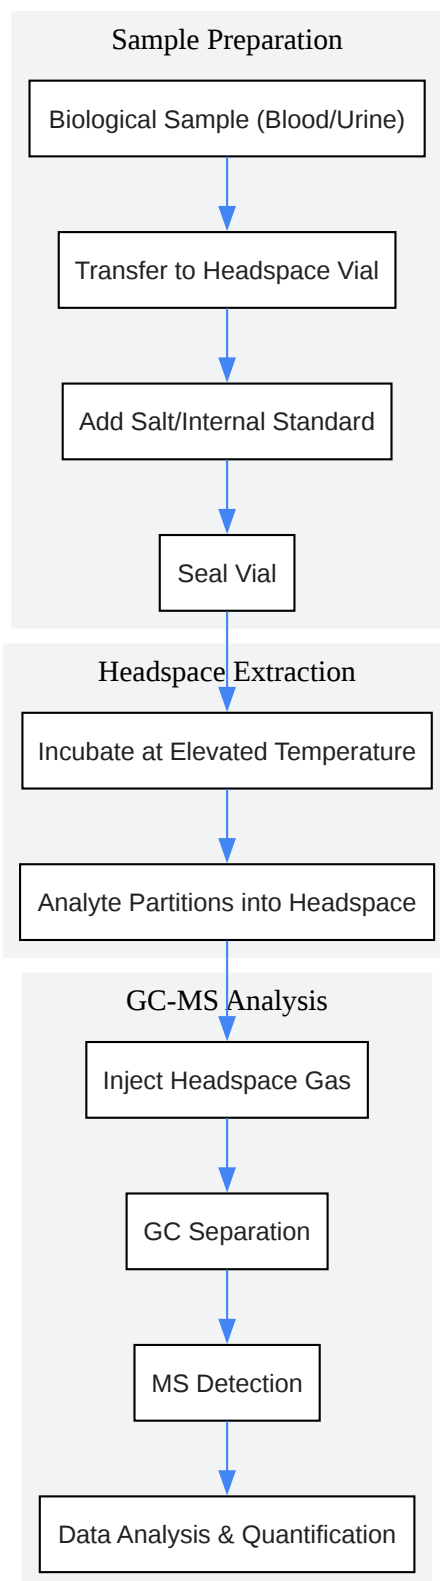 Sample Preparation
Biological Sample (Blood/Urine)
Transfer to Headspace Vial
Add Salt/Internal Standard
Seal Vial
Headspace Extraction
Incubate at Elevated Temperature
Analyte Partitions into Headspace
GC-MS Analysis
Inject Headspace Gas
GC Separation
MS Detection
Data Analysis & Quantification